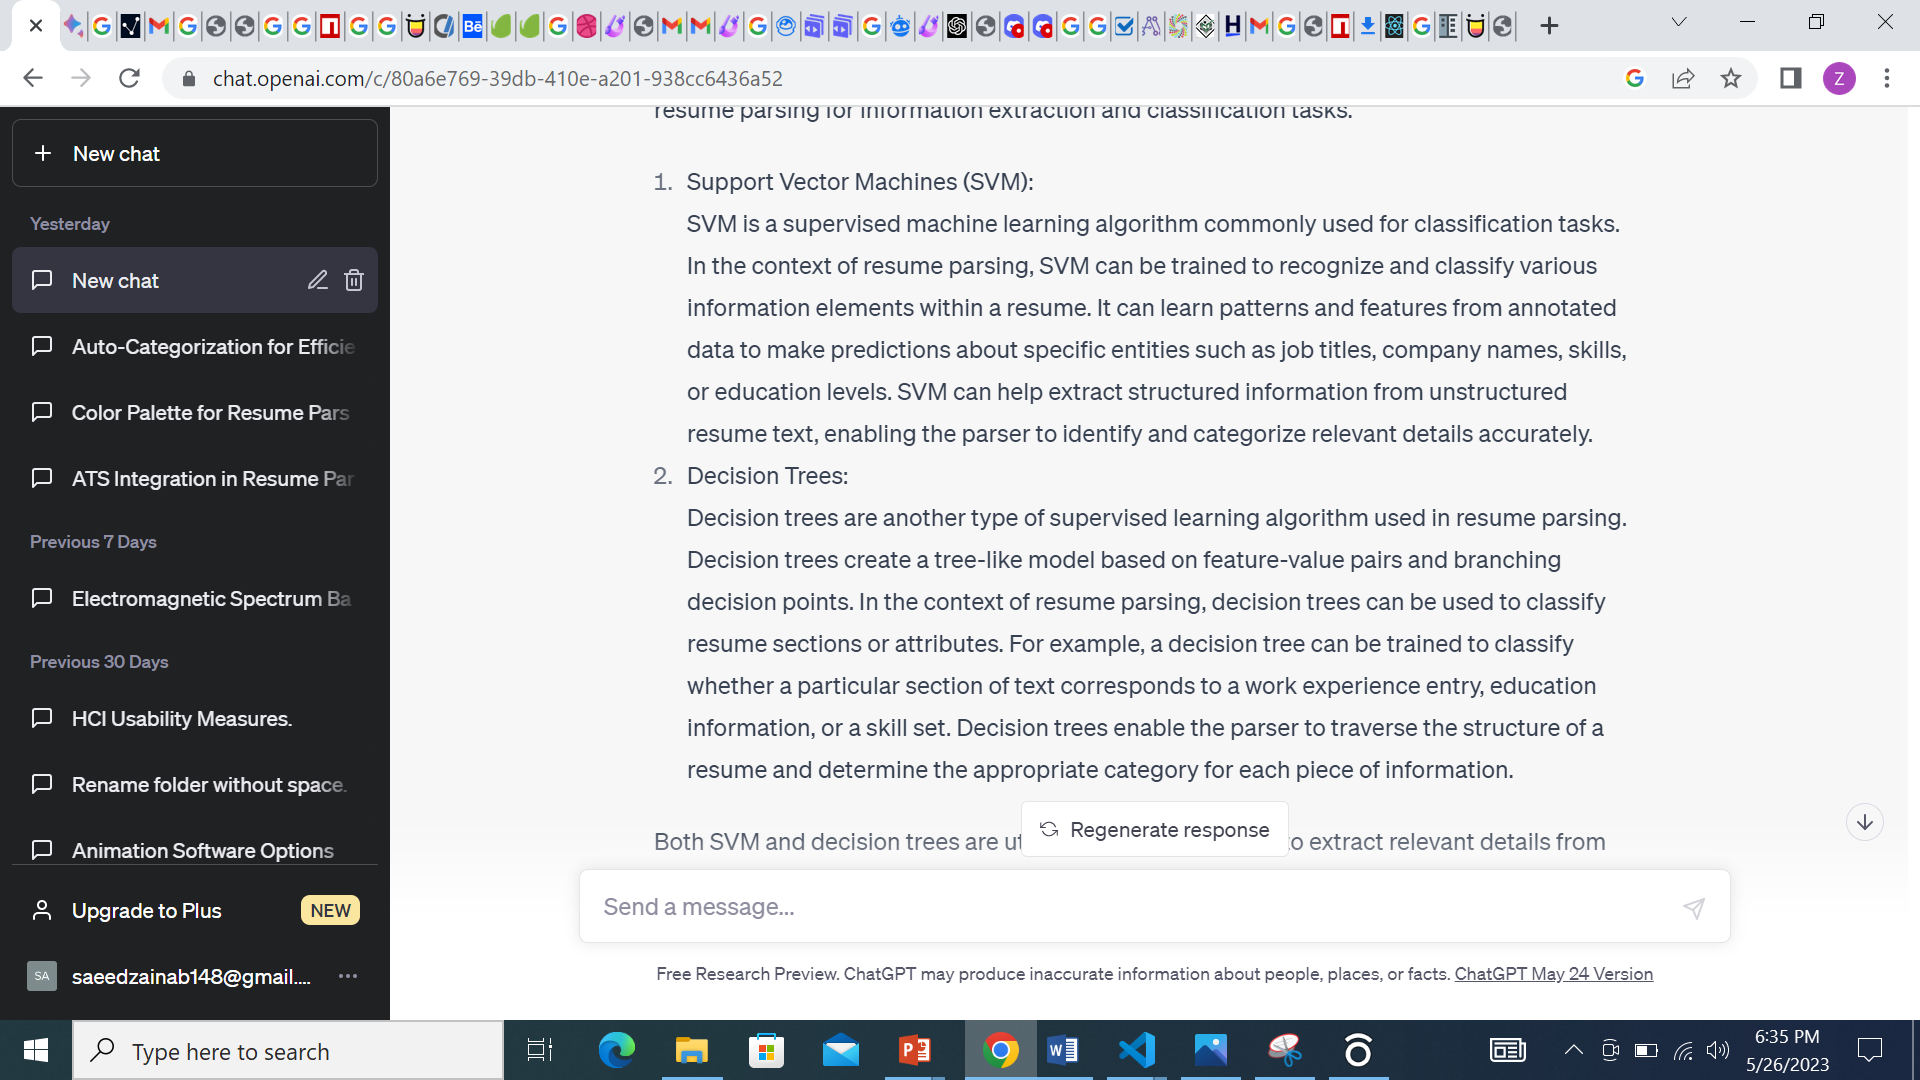 chat.openai.com/c/80a6e769-39db-410e-a201-938cc6436a52
Z
New chat
Yesterday
New chat
Auto-Categorization for Efficie
Color Palette for Resume Pars
ATS Integration in Resume Par
Previous 7 Days
Electromagnetic Spectrum Ba
Previous 30 Days
HCI Usability Measures.
Rename folder without space.
Animation Software Options
Upgrade to Plus NEW
SA saeedzainab148@gmail....
resume parsing for information extraction and classification tasks.
1. Support Vector Machines (SVM):
SVM is a supervised machine learning algorithm commonly used for classification tasks.
In the context of resume parsing, SVM can be trained to recognize and classify various
information elements within a resume. It can learn patterns and features from annotated
data to make predictions about specific entities such as job titles, company names, skills,
or education levels. SVM can help extract structured information from unstructured
resume text, enabling the parser to identify and categorize relevant details accurately.
2. Decision Trees:
Decision trees are another type of supervised learning algorithm used in resume parsing.
Decision trees create a tree-like model based on feature-value pairs and branching
decision points. In the context of resume parsing, decision trees can be used to classify
resume sections or attributes. For example, a decision tree can be trained to classify
whether a particular section of text corresponds to a work experience entry, education
information, or a skill set. Decision trees enable the parser to traverse the structure of a
resume and determine the appropriate category for each piece of information.
Both SVM and decision trees are ut
Regenerate response
to extract relevant details from
Send a message...
Free Research Preview. ChatGPT may produce inaccurate information about people, places, or facts. ChatGPT May 24 Version
Type here to search
6:35 PM
5/26/2023